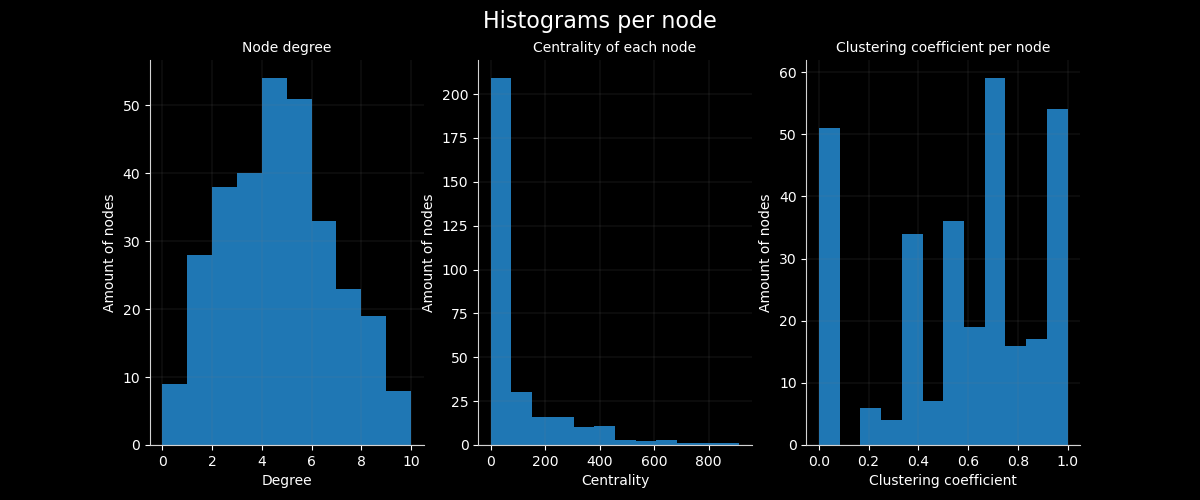 Histograms per node
Node degree
Amount of nodes
50
40
30
20
10
0
0 2 4 6 8 10
Degree
Centrality of each node
Amount of nodes
200
175
150
125
100
75
50
25
0
0 200 400 600 800
Centrality
Clustering coefficient per node
Amount of nodes
60
50
40
30
20
10
0
0.0 0.2 0.4 0.6 0.8 1.0
Clustering coefficient